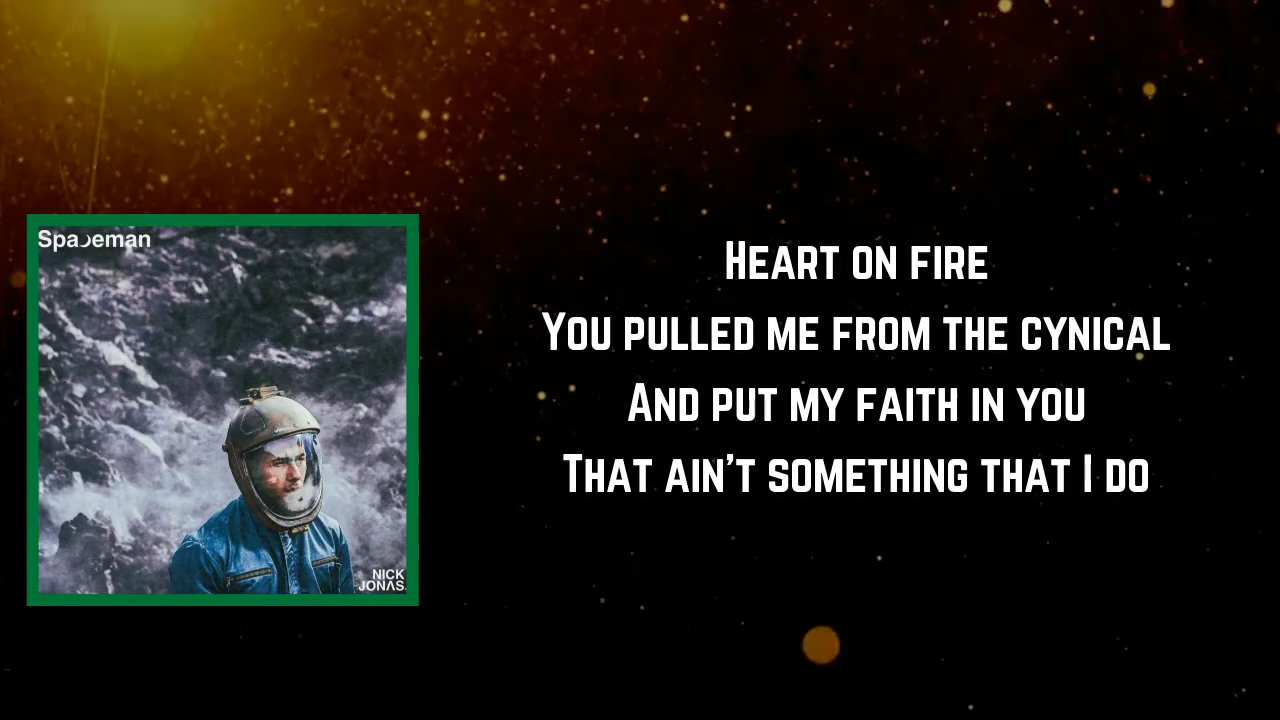 Spaceman
NICK
JONAS
HEART ON FIRE
YOU PULLED ME FROM THE CYNICAL
AND PUT MY FAITH IN YOU
THAT AIN'T SOMETHING THAT I DO